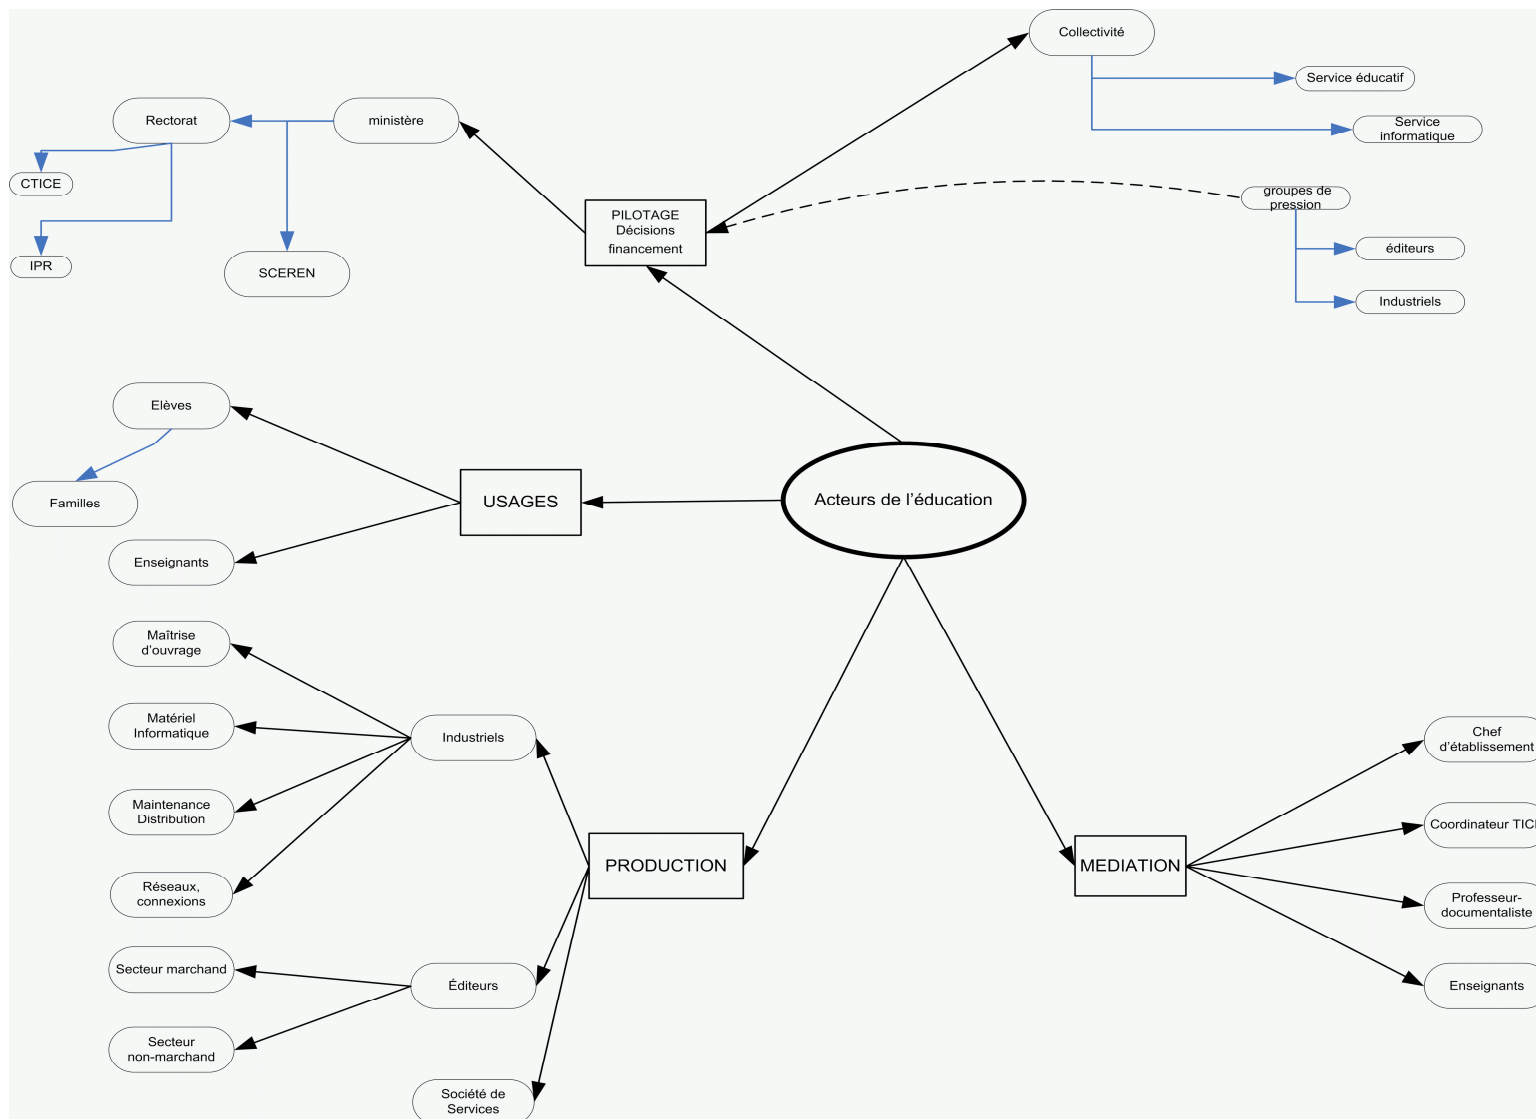 Collectivité
Service éducatif
Rectorat
ministère
Service
informatique
CTICE
groupes de
pression
PILOTAGE
Décisions
financement
éditeurs
IPR
SCEREN
Industriels
Elèves
USAGES
Acteurs de l’éducation
Familles
Enseignants
Maîtrise
d’ouvrage
Matériel
Informatique
Industriels
Chef
d’établissement
Maintenance
Distribution
Coordinateur TICE
PRODUCTION
MEDIATION
Réseaux,
connexions
Professeur-
documentaliste
Secteur marchand
Éditeurs
Enseignants
Secteur
non-marchand
Société de
Services